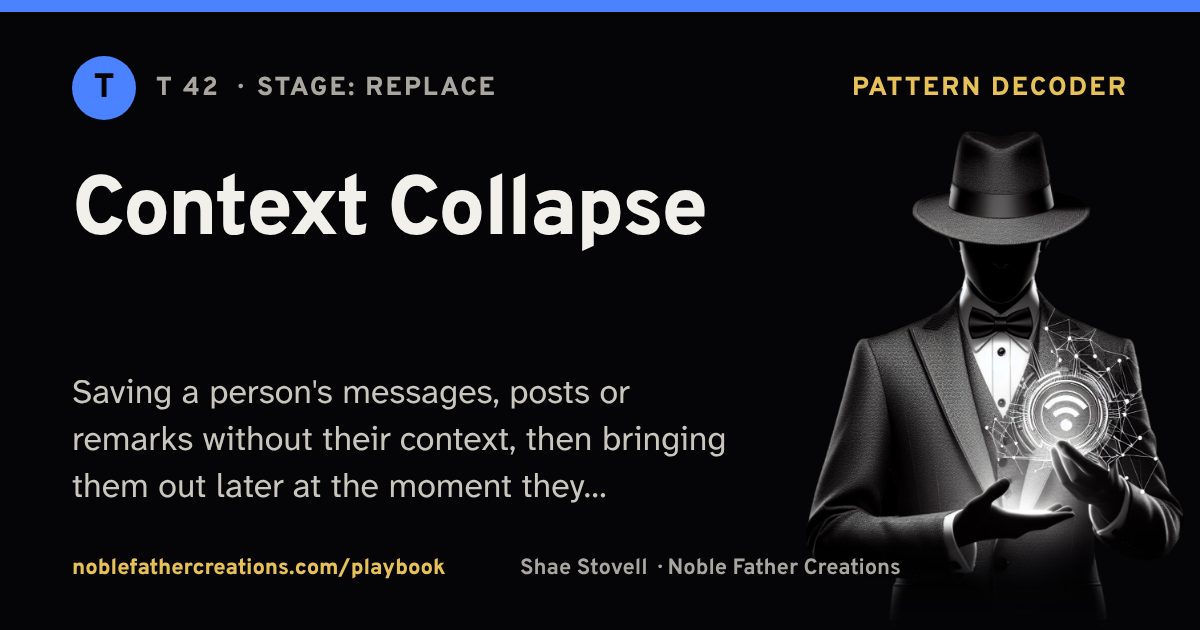 T
T 42 · STAGE: REPLACE
PATTERN DECODER
Context Collapse
Saving a person's messages, posts or
remarks without their context, then bringing
them out later at the moment they...
noblefathercreations.com/playbook
Shae Stovell · Noble Father Creations